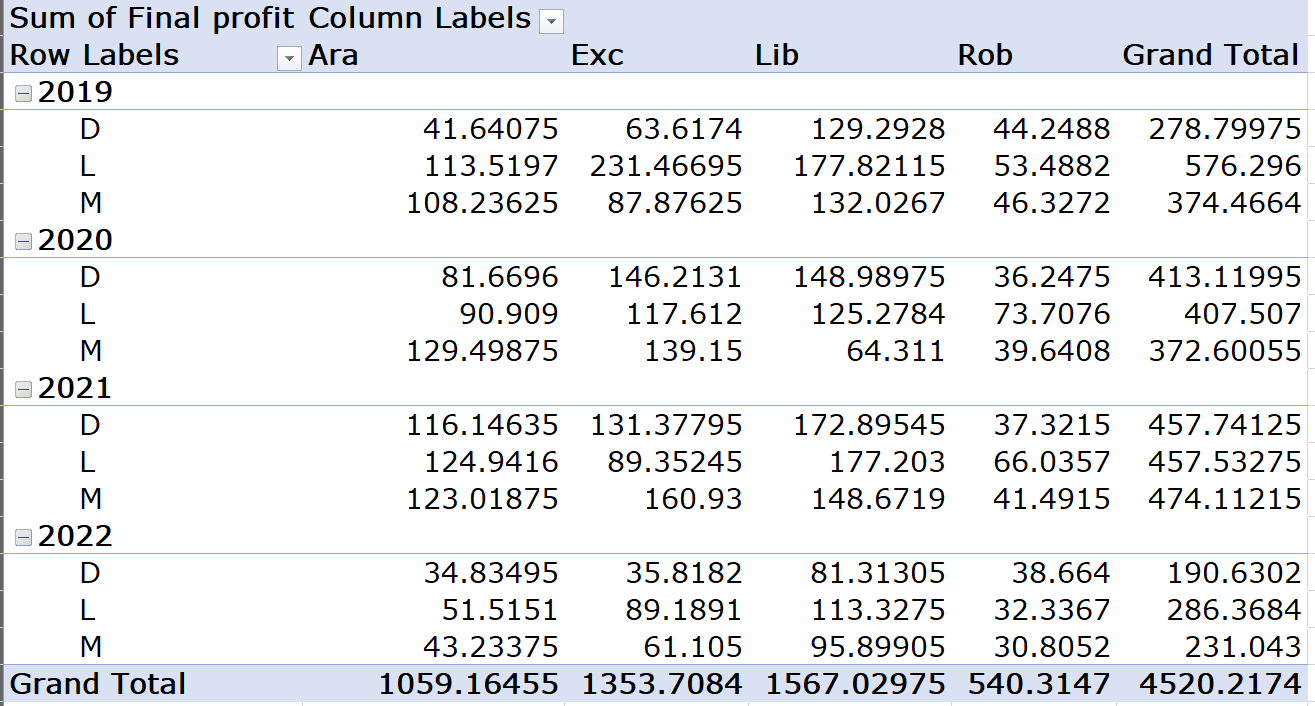 Sum of Final profit Column Labels
Row Labels Ara Exc Lib Rob Grand Total
2019
D 41.64075 63.6174 129.2928 44.2488 278.79975
L 113.5197 231.46695 177.82115 53.4882 576.296
M 108.23625 87.87625 132.0267 46.3272 374.4664
2020
D 81.6696 146.2131 148.98975 36.2475 413.11995
L 90.909 117.612 125.2784 73.7076 407.507
M 129.49875 139.15 64.311 39.6408 372.60055
2021
D 116.14635 131.37795 172.89545 37.3215 457.74125
L 124.9416 89.35245 177.203 66.0357 457.53275
M 123.01875 160.93 148.6719 41.4915 474.11215
2022
D 34.83495 35.8182 81.31305 38.664 190.6302
L 51.5151 89.1891 113.3275 32.3367 286.3684
M 43.23375 61.105 95.89905 30.8052 231.043
Grand Total 1059.16455 1353.7084 1567.02975 540.3147 4520.2174